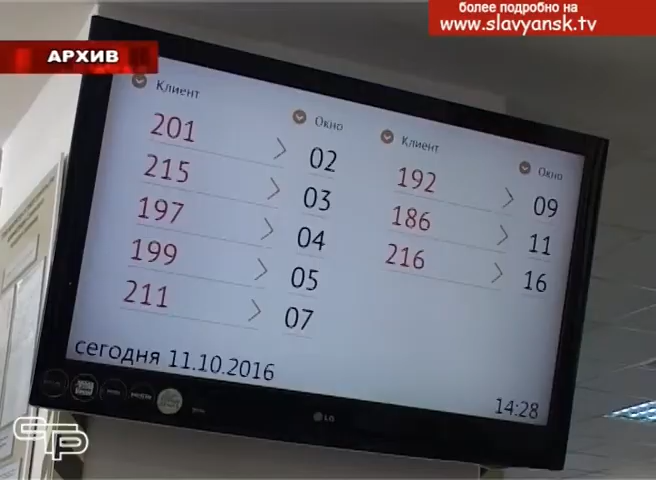 более подробно на
www.slavyansk.tv
АРХИВ
Клиент Окно
201 > 02
215 > 03
197 > 04
199 > 05
211 > 07
Клиент Окно
192 > 09
186 > 11
216 > 16
сегодня 11.10.2016
14:28
LG
СТР